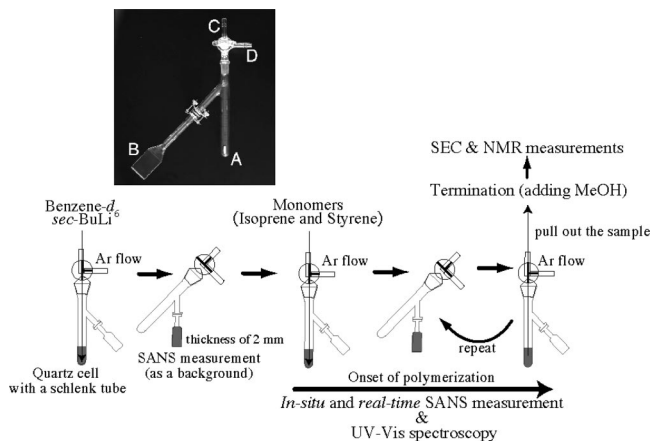 C
D
B
A
SEC & NMR measurements
Termination (adding MeOH)
pull out the sample
Benzene-d6
sec-BuLi
Monomers
(Isoprene and Styrene)
Ar flow
Ar flow
Ar flow
thickness of 2 mm
SANS measurement
(as a background)
Quartz cell
with a schlenk tube
repeat
Onset of polymerization
In-situ and real-time SANS measurement
&
UV-Vis spectroscopy